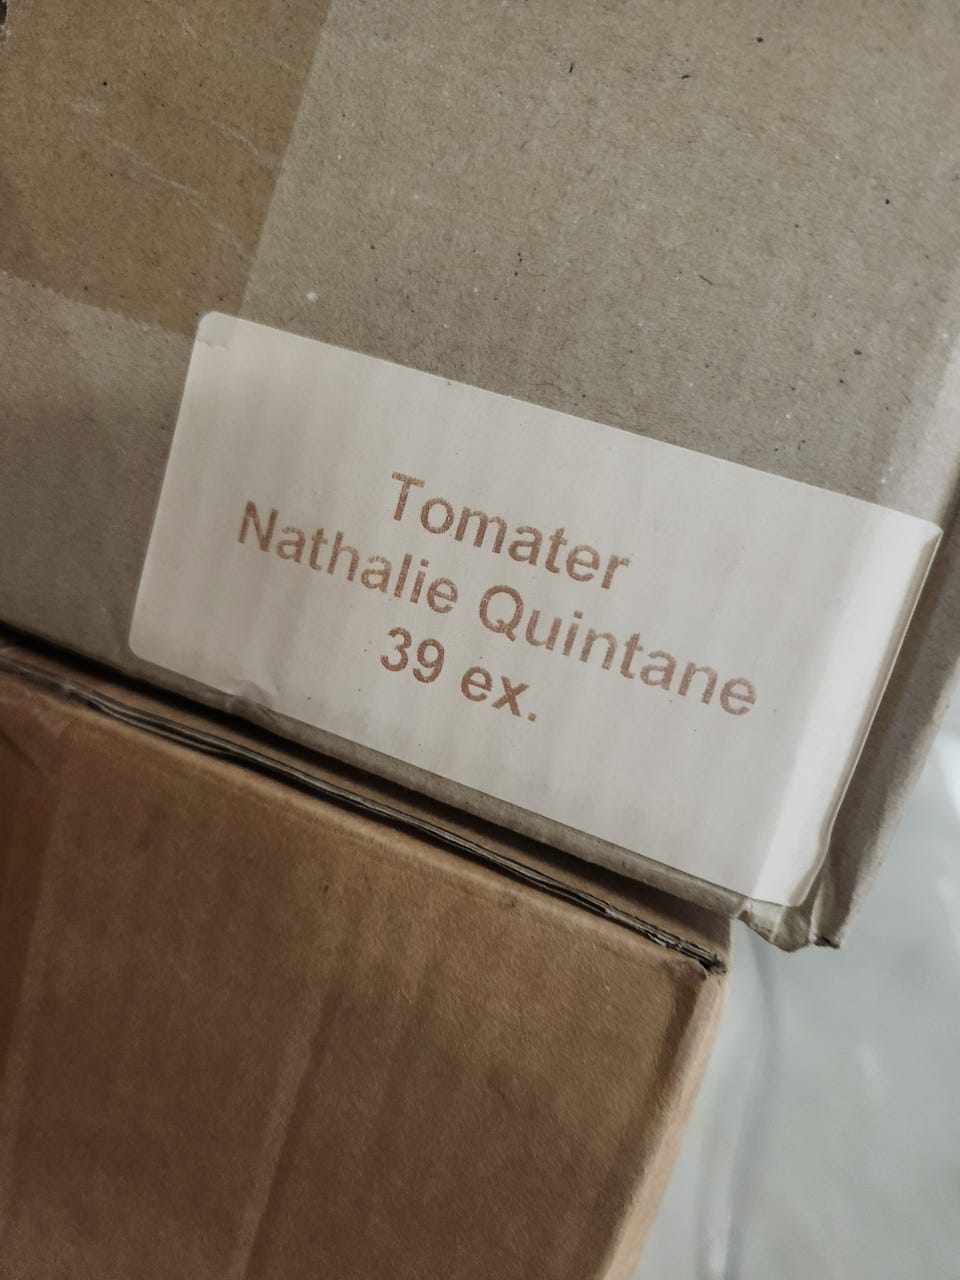 Tomater
Nathalie Quintane
39 ex.